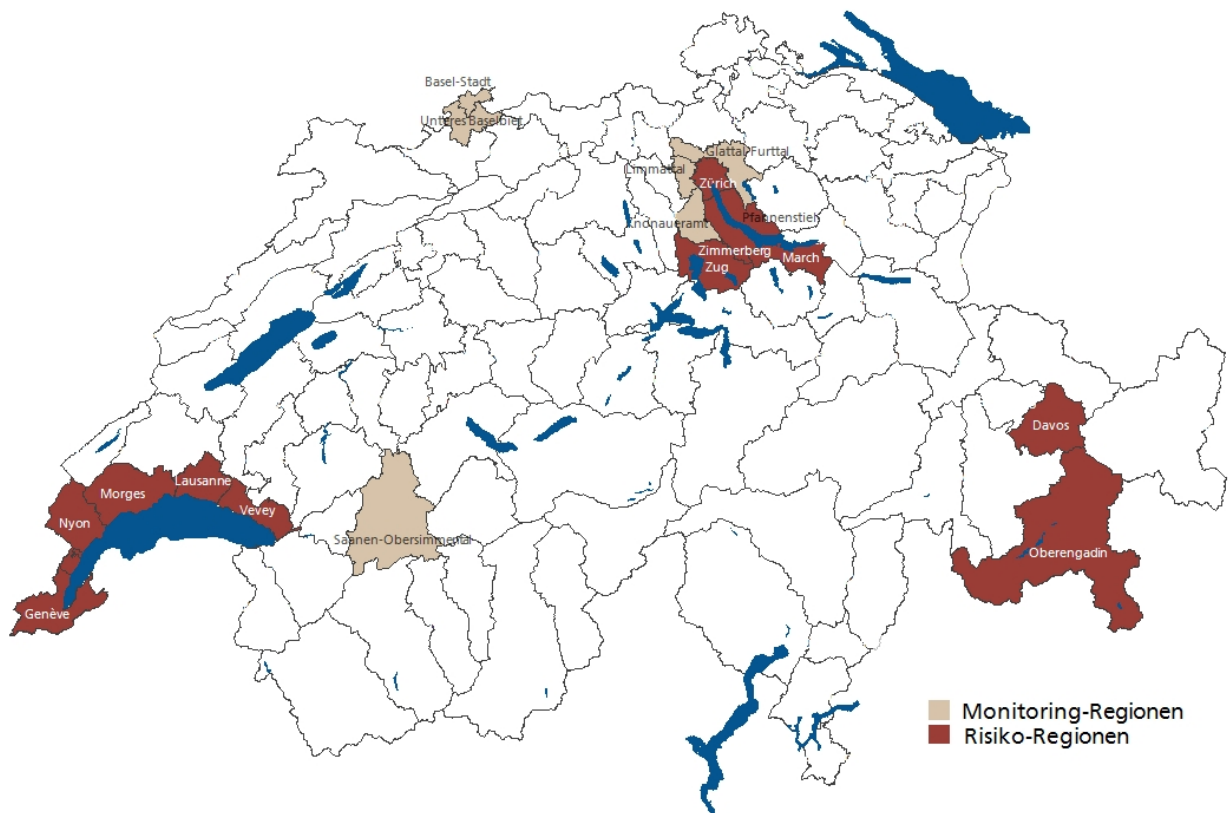 Basel-Stadt
Unteres Baselbiet
Glattal-Furttal
Limmattal
Zürich
Pfannenstiel
Knonaueramt
Zimmerberg
March
Zug
Davos
Lausanne
Morges
Vevey
Nyon
Saanen-Obersimmental
Oberengadin
Genève
Monitoring-Regionen
Risiko-Regionen